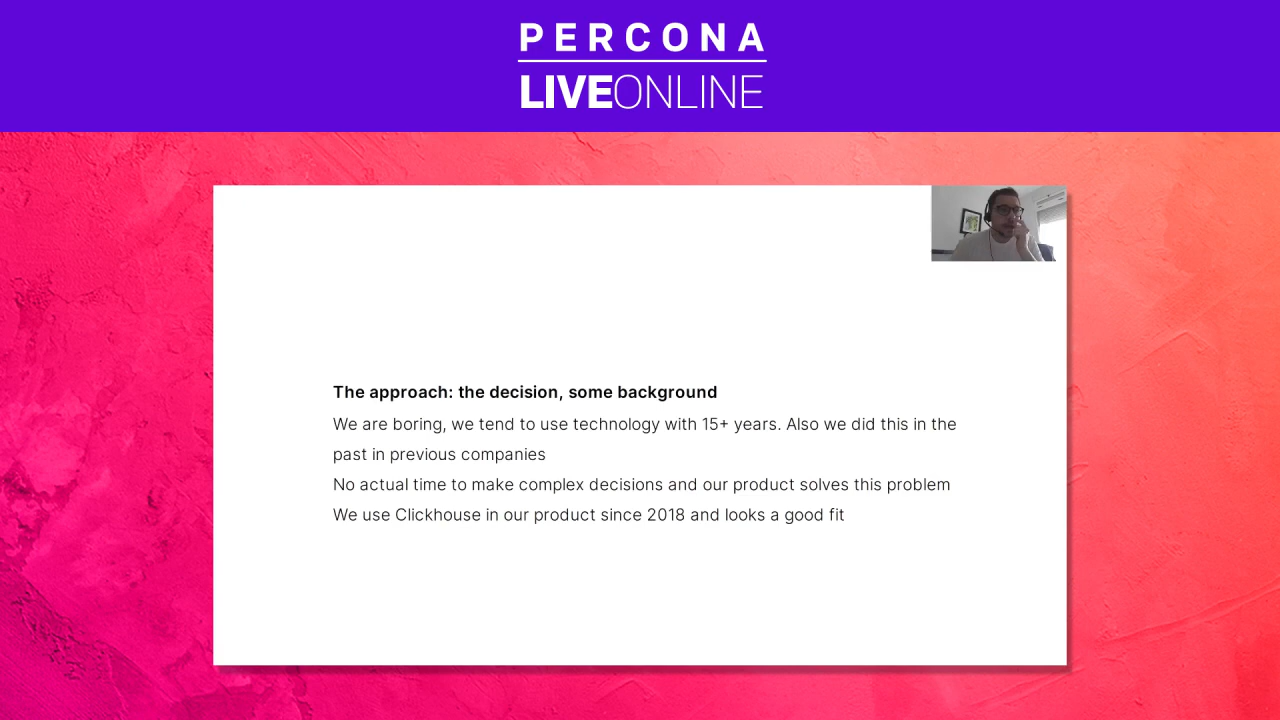 PERCONA
LIVEONLINE
The approach: the decision, some background
We are boring, we tend to use technology with 15+ years. Also we did this in the
past in previous companies
No actual time to make complex decisions and our product solves this problem
We use Clickhouse in our product since 2018 and looks a good fit